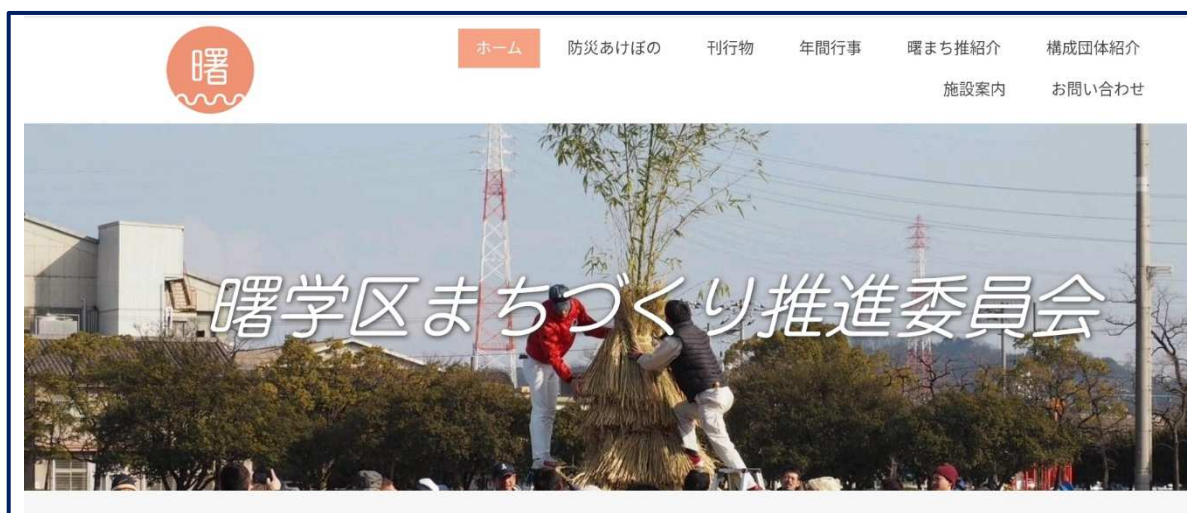 曙
ホーム 防災あけぼの 刊行物 年間行事 曙まち推紹介 構成団体紹介
施設案内 お問い合わせ
曙学区まちづくり推進委員会